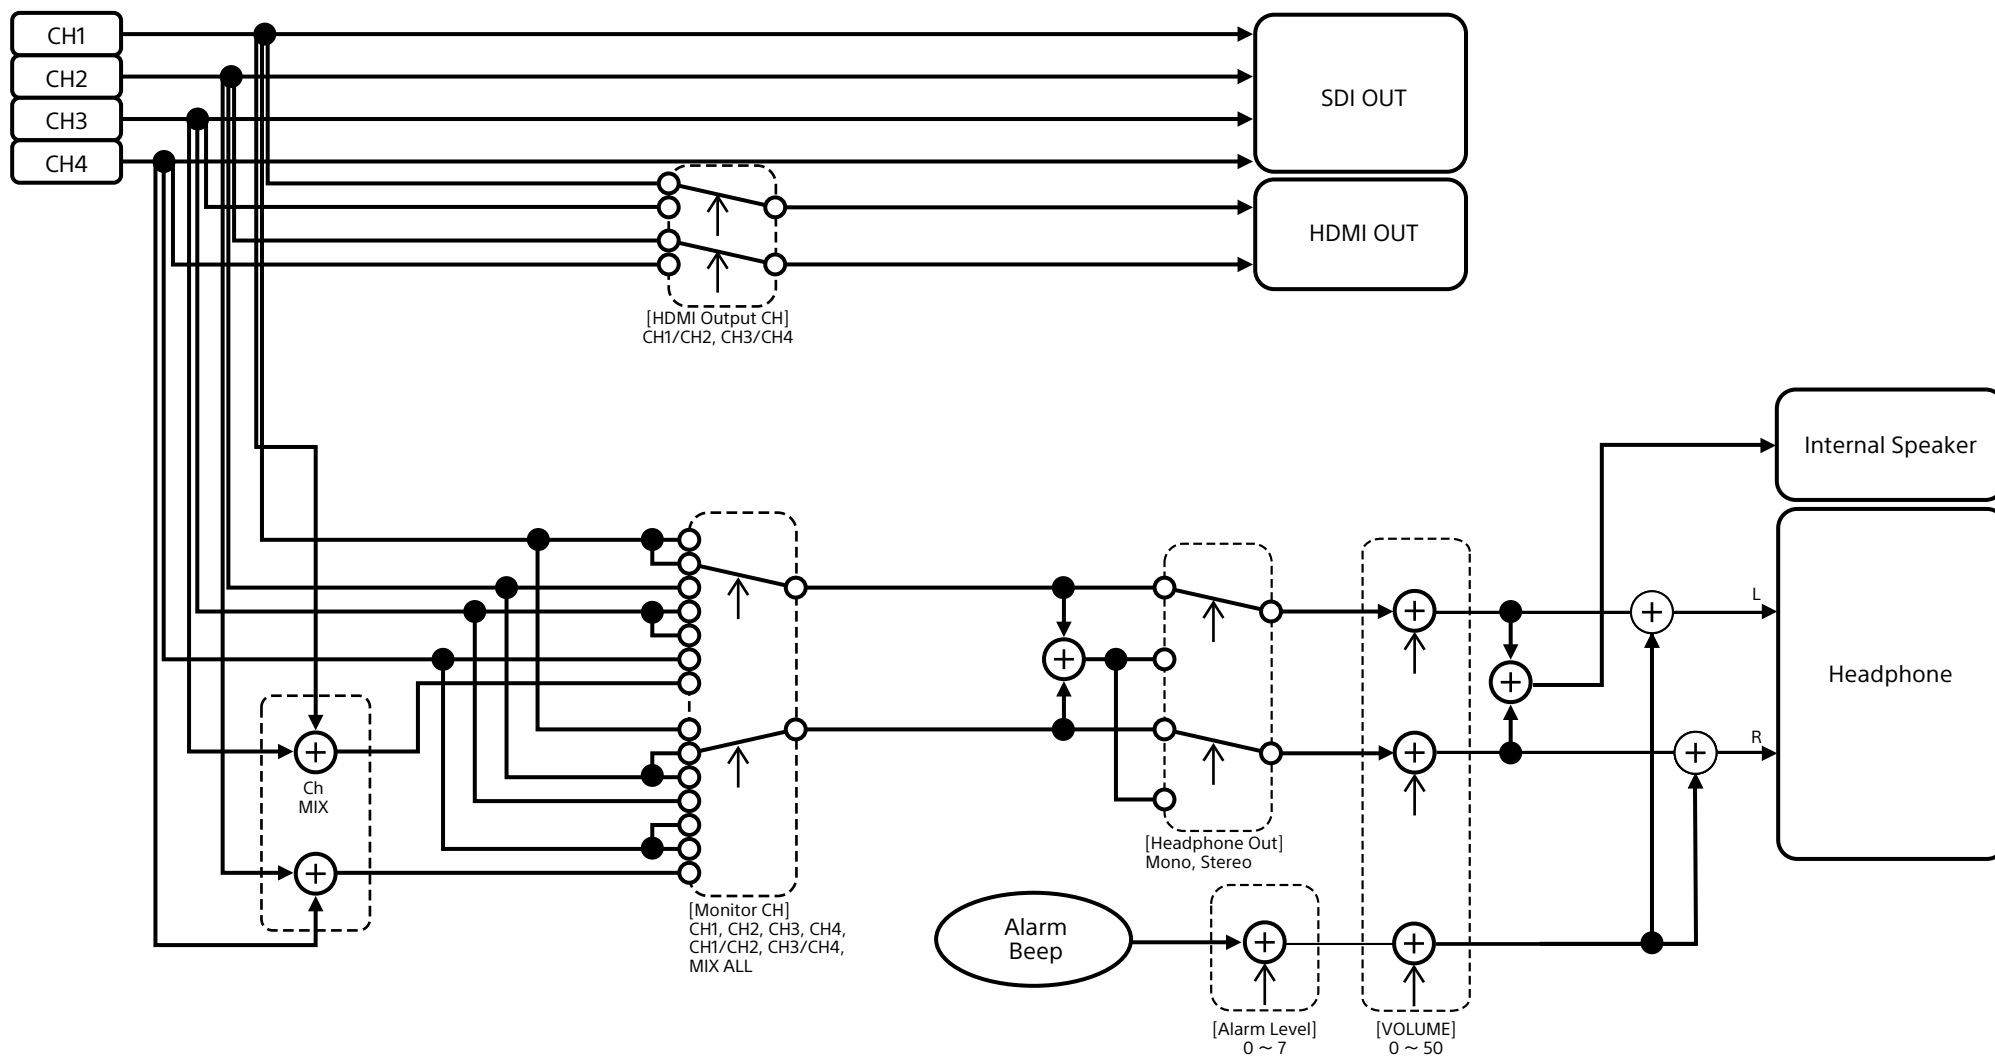 CH1
CH2
CH3
CH4
SDI OUT
HDMI OUT
[HDMI Output CH]
CH1/CH2, CH3/CH4
Internal Speaker
Headphone
L
R
Ch
MIX
[Monitor CH]
CH1, CH2, CH3, CH4,
CH1/CH2, CH3/CH4,
MIX ALL
[Headphone Out]
Mono, Stereo
Alarm
Beep
[Alarm Level]
0 ~ 7
[VOLUME]
0 ~ 50